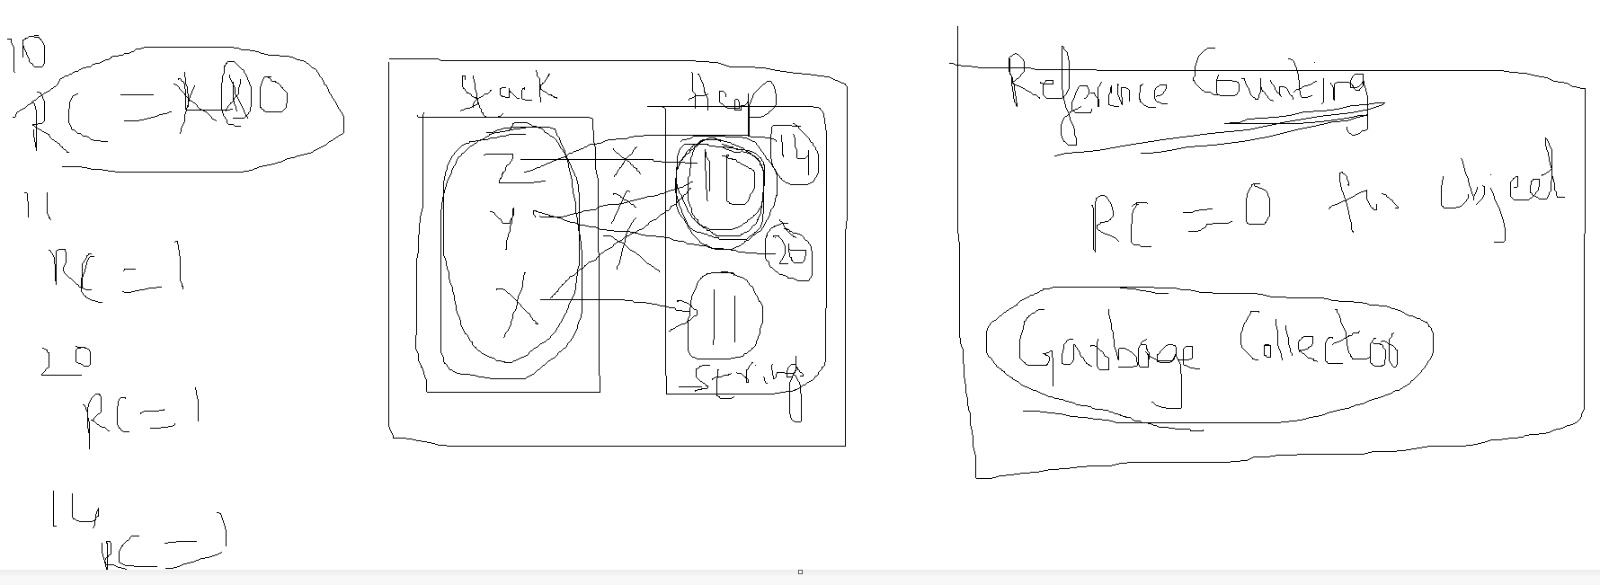 10
RC = 0
11
RC = 1
20
RC = 1
14
RC = 1
Stack
Heap
Z
Y
X
10
14
20
11
String
Reference Counting
RC = 0 for object
Garbage Collector